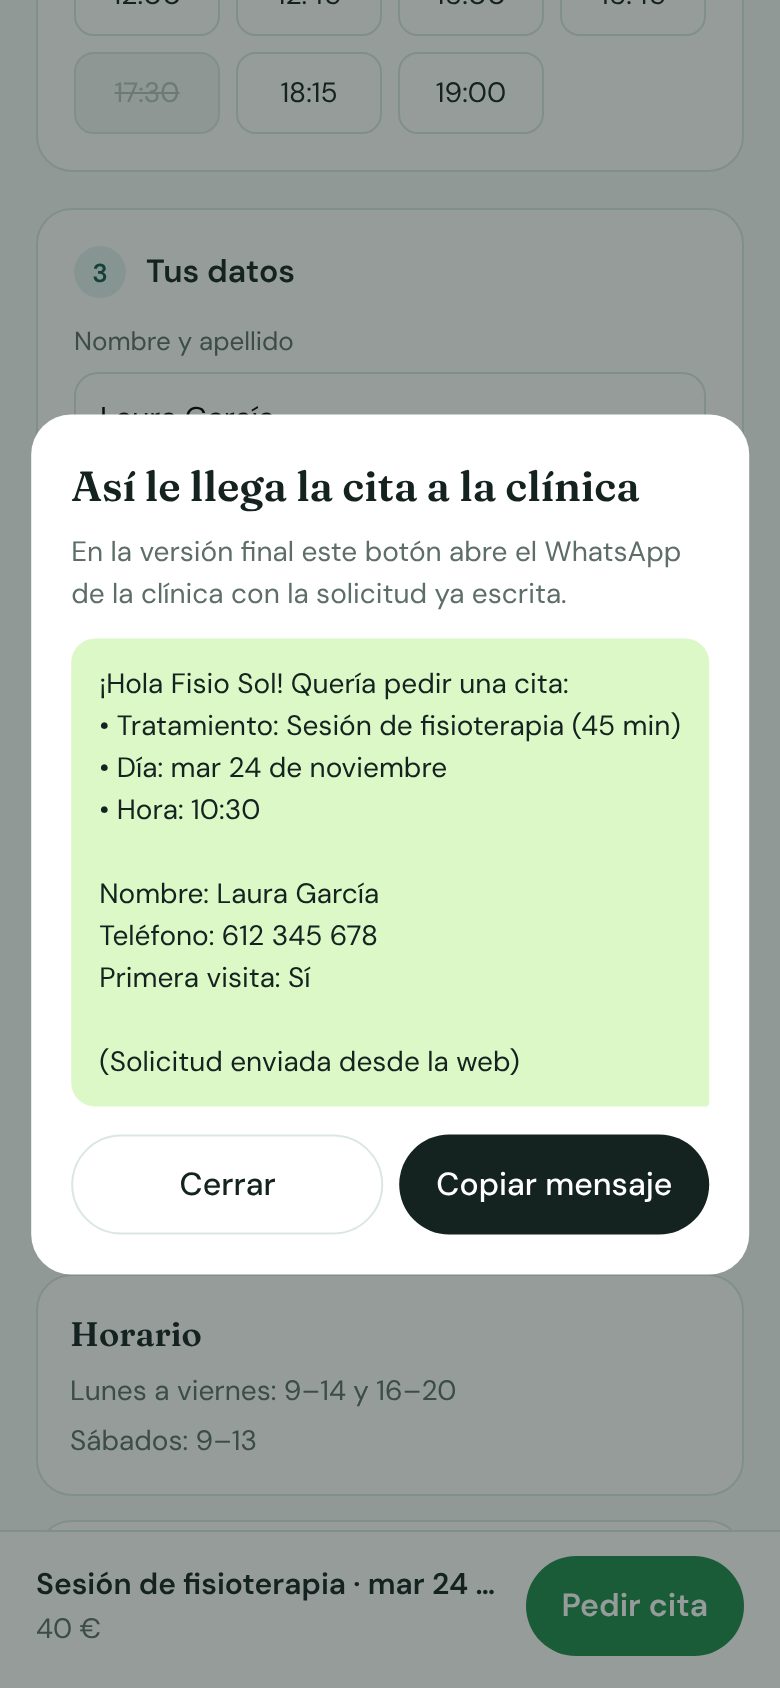 17:30 18:15 19:00
3 Tus datos
Nombre y apellido
Laura García
Así le llega la cita a la clínica
En la versión final este botón abre el WhatsApp
de la clínica con la solicitud ya escrita.
¡Hola Fisio Sol! Quería pedir una cita:
• Tratamiento: Sesión de fisioterapia (45 min)
• Día: mar 24 de noviembre
• Hora: 10:30
Nombre: Laura García
Teléfono: 612 345 678
Primera visita: Sí
(Solicitud enviada desde la web)
Cerrar Copiar mensaje
Horario
Lunes a viernes: 9–14 y 16–20
Sábados: 9–13
Sesión de fisioterapia · mar 24 ...
40 €
Pedir cita